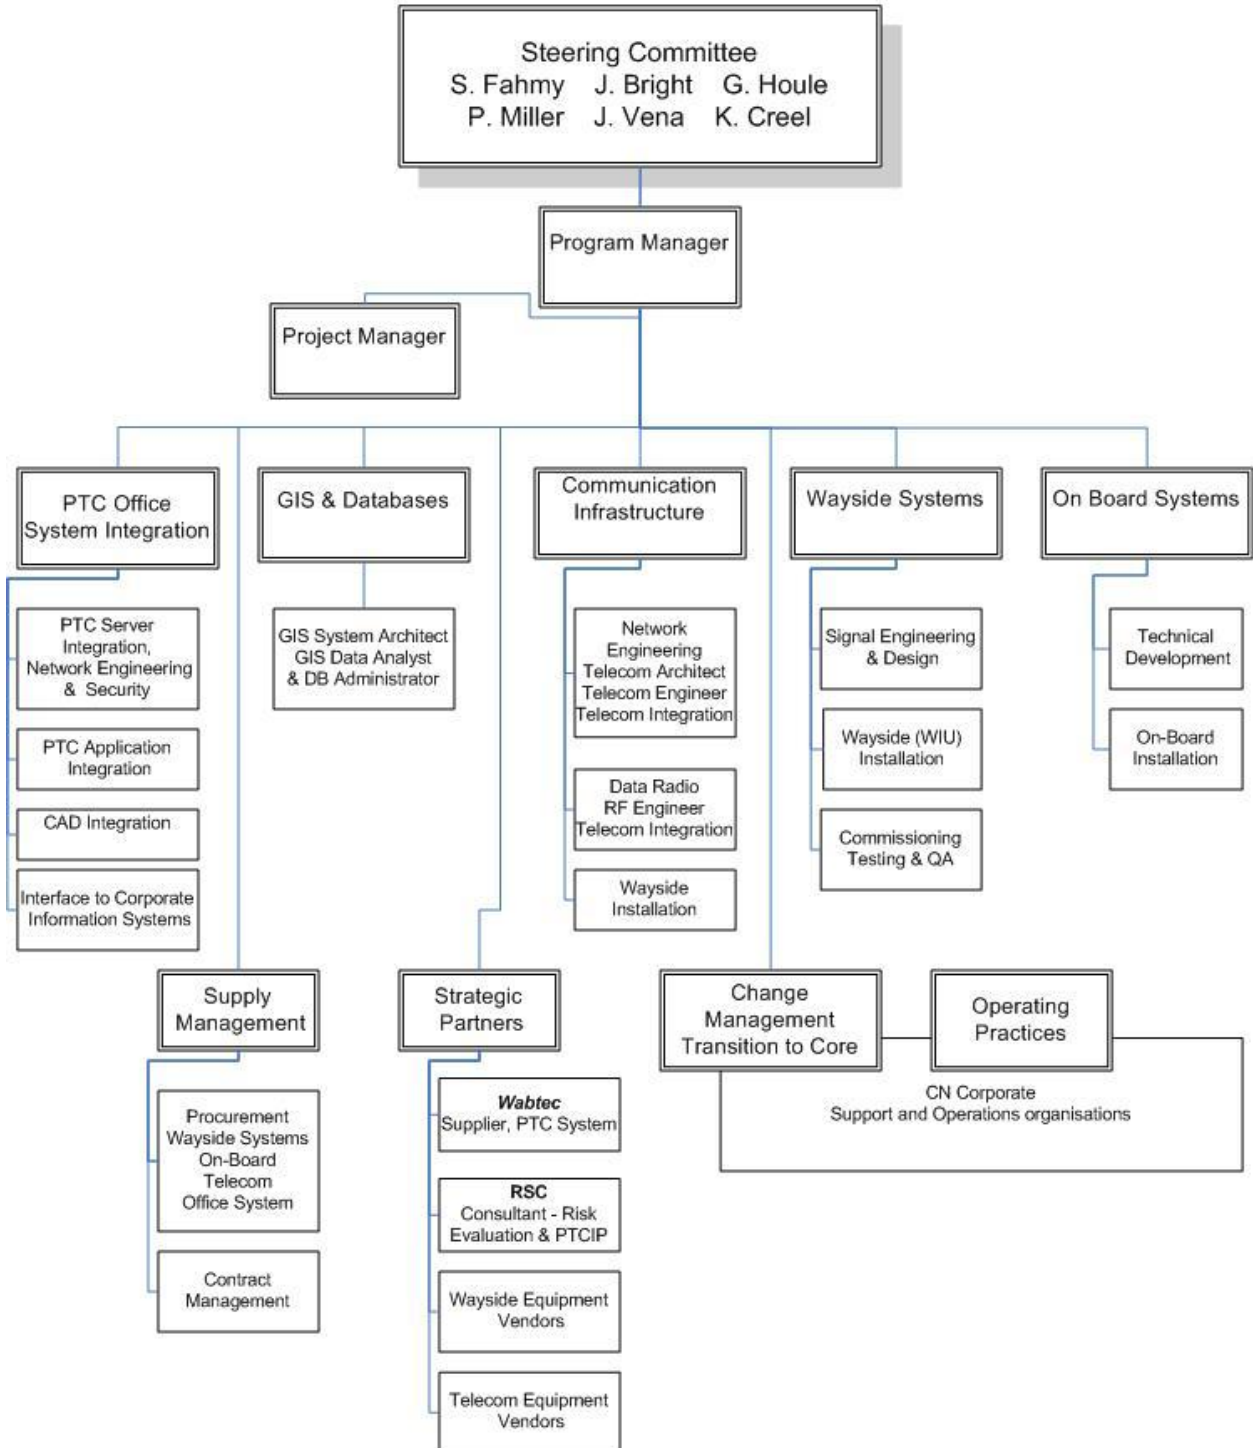 Steering Committee
S. Fahmy J. Bright G. Houle
P. Miller J. Vena K. Creel
Program Manager
Project Manager
PTC Office
System Integration
GIS & Databases
Communication
Infrastructure
Wayside Systems
On Board Systems
PTC Server
Integration,
Network Engineering
& Security
PTC Application
Integration
CAD Integration
Interface to Corporate
Information Systems
GIS System Architect
GIS Data Analyst
& DB Administrator
Network
Engineering
Telecom Architect
Telecom Engineer
Telecom Integration
Data Radio
RF Engineer
Telecom Integration
Wayside
Installation
Signal Engineering
& Design
Wayside (WIU)
Installation
Commissioning
Testing & QA
Technical
Development
On-Board
Installation
Supply
Management
Procurement
Wayside Systems
On-Board
Telecom
Office System
Contract
Management
Strategic
Partners
Wabtec
Supplier, PTC System
RSC
Consultant - Risk
Evaluation & PTCIP
Wayside Equipment
Vendors
Telecom Equipment
Vendors
Change
Management
Transition to Core
Operating
Practices
CN Corporate
Support and Operations organisations